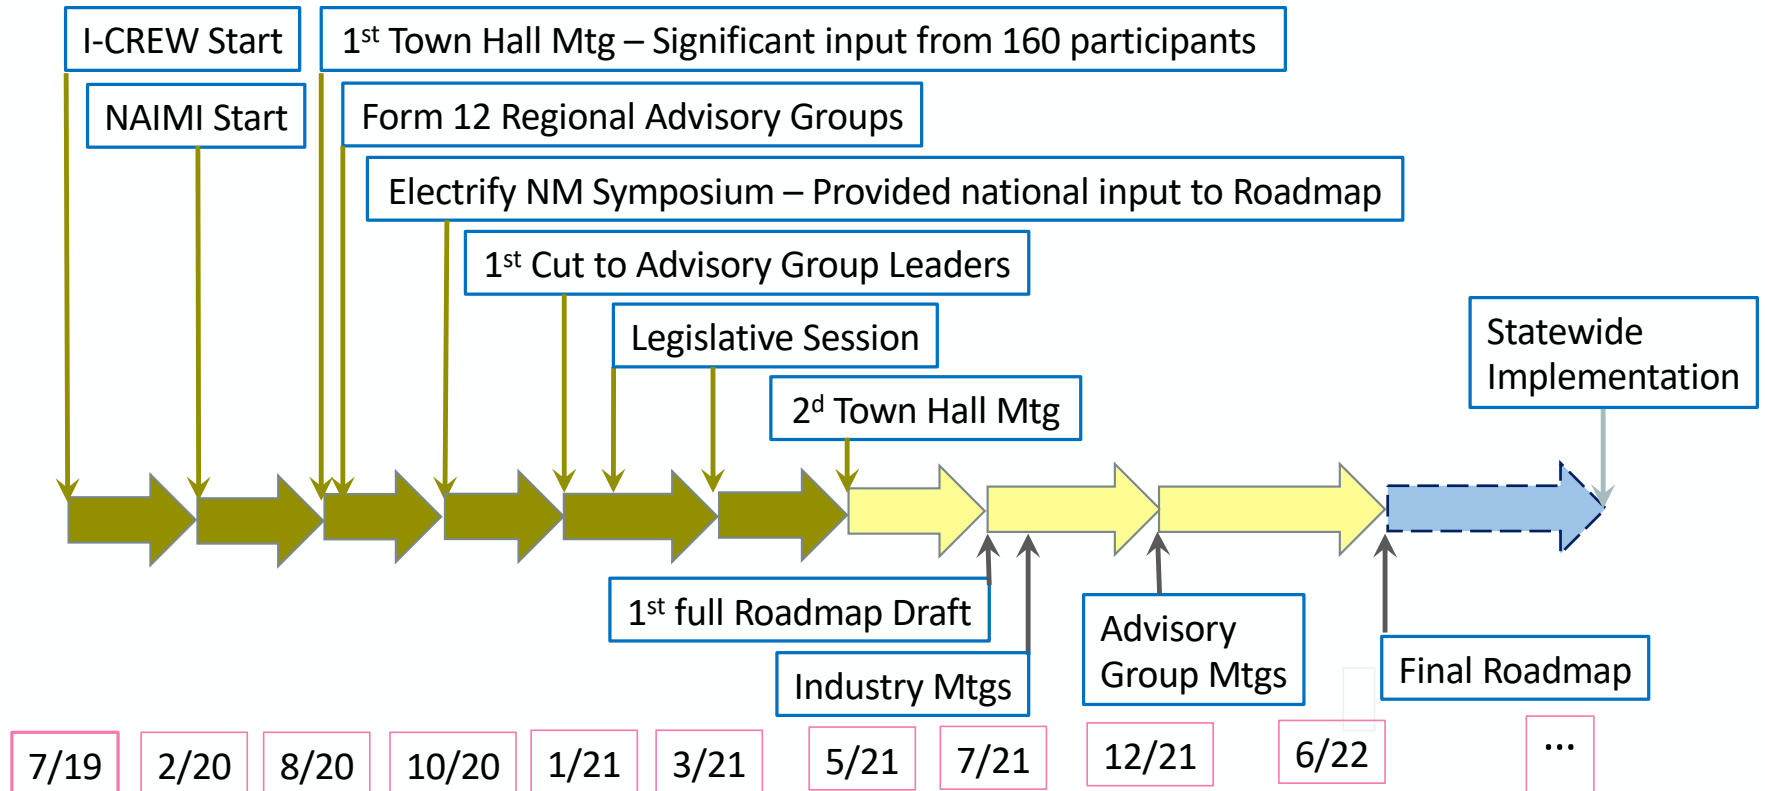 I-CREW Start
1st Town Hall Mtg – Significant input from 160 participants
NAIMI Start
Form 12 Regional Advisory Groups
Electrify NM Symposium – Provided national input to Roadmap
1st Cut to Advisory Group Leaders
Legislative Session
2d Town Hall Mtg
Statewide
Implementation
1st full Roadmap Draft
Industry Mtgs
Advisory
Group Mtgs
Final Roadmap
7/19
2/20
8/20
10/20
1/21
3/21
5/21
7/21
12/21
6/22
...